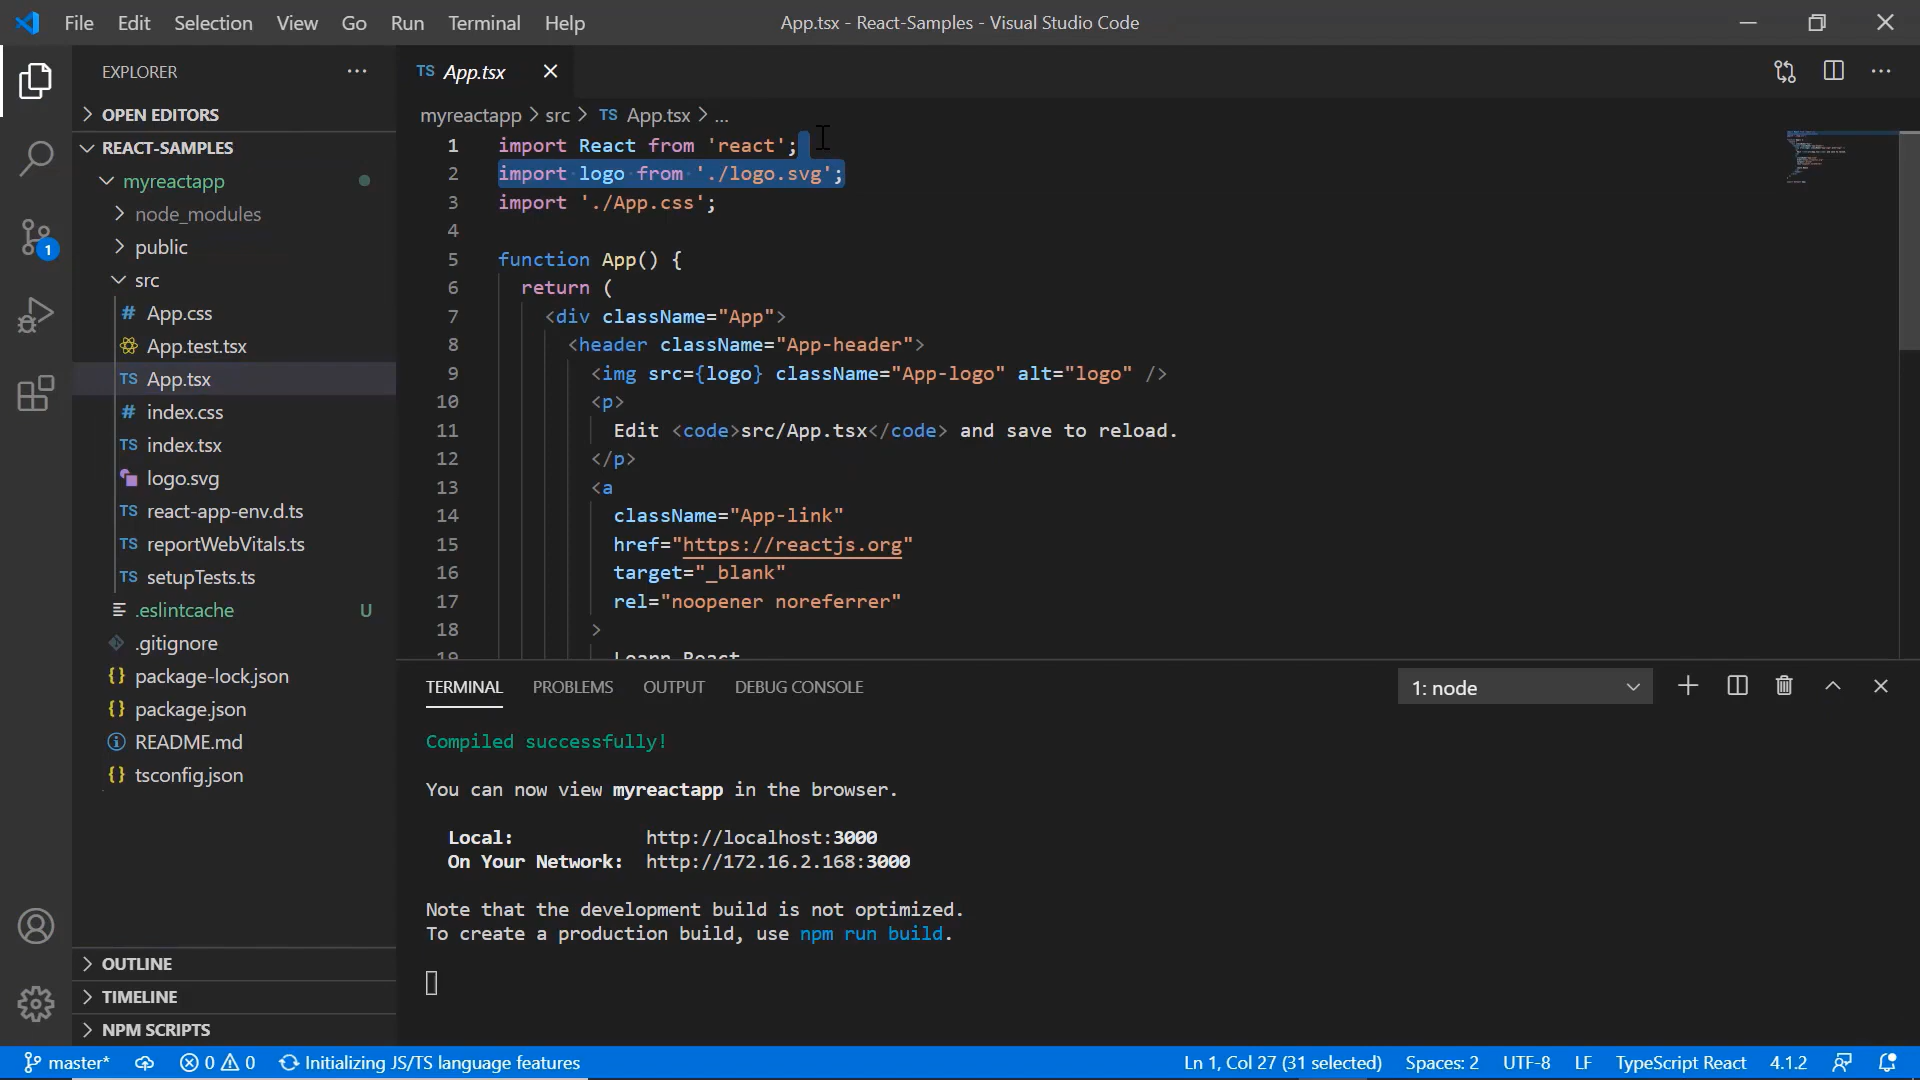 File Edit Selection View Go Run Terminal Help
App.tsx - React-Samples - Visual Studio Code
EXPLORER
OPEN EDITORS
REACT-SAMPLES
myreactapp
node_modules
public
src
# App.css
App.test.tsx
TS App.tsx
# index.css
TS index.tsx
logo.svg
TS react-app-env.d.ts
TS reportWebVitals.ts
TS setupTests.ts
.eslintcache U
.gitignore
{} package-lock.json
{} package.json
README.md
{} tsconfig.json
OUTLINE
TIMELINE
NPM SCRIPTS
1
TS App.tsx
myreactapp > src > TS App.tsx > ...
1 import React from 'react';
2 import logo from './logo.svg';
3 import './App.css';
4
5 function App() {
6 return (
7 <div className="App">
8 <header className="App-header">
9 <img src={logo} className="App-logo" alt="logo" />
10 <p>
11 Edit <code>src/App.tsx</code> and save to reload.
12 </p>
13 <a
14 className="App-link"
15 href="https://reactjs.org"
16 target="_blank"
17 rel="noopener noreferrer"
18 >
19 Learn React
TERMINAL PROBLEMS OUTPUT DEBUG CONSOLE
1: node
Compiled successfully!
You can now view myreactapp in the browser.
Local: http://localhost:3000
On Your Network: http://172.16.2.168:3000
Note that the development build is not optimized.
To create a production build, use npm run build.
master* 0 0 Initializing JS/TS language features
Ln 1, Col 27 (31 selected) Spaces: 2 UTF-8 LF TypeScript React 4.1.2